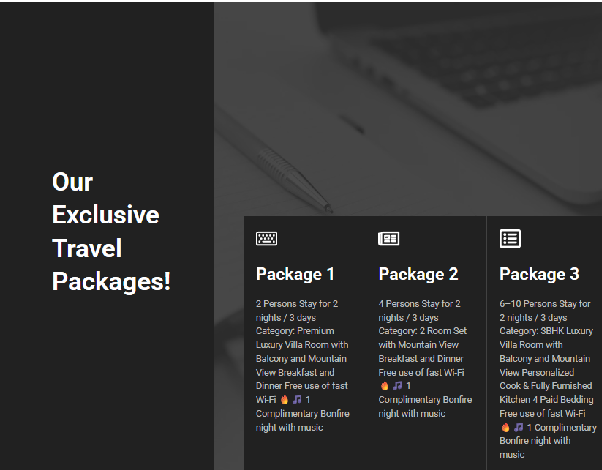 Our
Exclusive
Travel
Packages!
Package 1
2 Persons Stay for 2
nights / 3 days
Category: Premium
Luxury Villa Room with
Balcony and Mountain
View Breakfast and
Dinner Free use of fast
Wi-Fi 🔥 🎵 1
Complimentary Bonfire
night with music
Package 2
4 Persons Stay for 2
nights / 3 days
Category: 2 Room Set
with Mountain View
Breakfast and Dinner
Free use of fast Wi-Fi
🔥 🎵 1
Complimentary Bonfire
night with music
Package 3
6–10 Persons Stay for
2 nights / 3 days
Category: 3BHK Luxury
Villa Room with
Balcony and Mountain
View Personalized
Cook & Fully Furnished
Kitchen 4 Paid Bedding
Free use of fast Wi-Fi
🔥 🎵 1 Complimentary
Bonfire night with
music